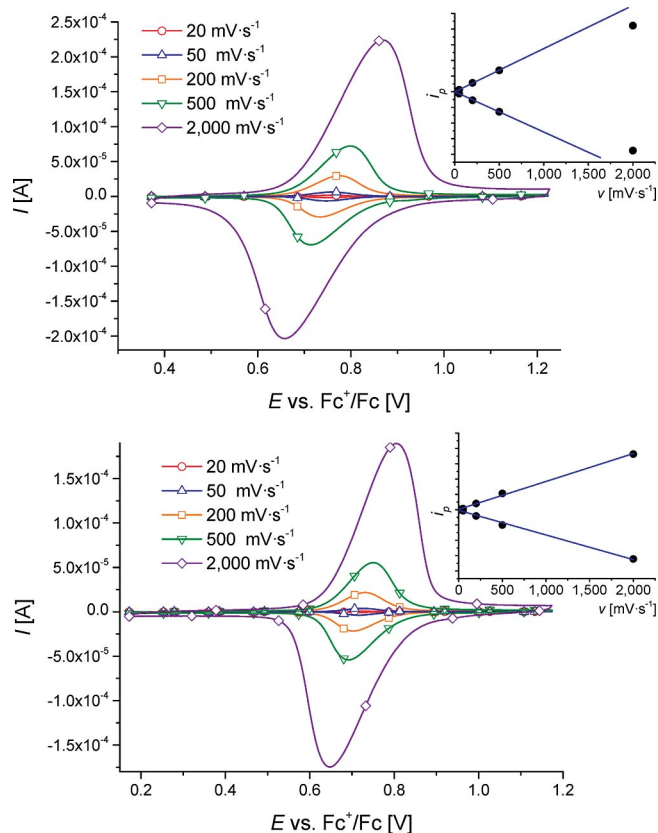 2.5x10⁻⁴
2.0x10⁻⁴
1.5x10⁻⁴
1.0x10⁻⁴
5.0x10⁻⁵
0.0
-5.0x10⁻⁵
-1.0x10⁻⁴
-1.5x10⁻⁴
-2.0x10⁻⁴
I [A]
20 mV·s⁻¹
50 mV·s⁻¹
200 mV·s⁻¹
500 mV·s⁻¹
2,000 mV·s⁻¹
iₚ
0 500 1,000 1,500 2,000
v [mV·s⁻¹]
0.4 0.6 0.8 1.0 1.2
E vs. Fc⁺/Fc [V]
1.5x10⁻⁴
1.0x10⁻⁴
5.0x10⁻⁵
0.0
-5.0x10⁻⁵
-1.0x10⁻⁴
-1.5x10⁻⁴
I [A]
20 mV·s⁻¹
50 mV·s⁻¹
200 mV·s⁻¹
500 mV·s⁻¹
2,000 mV·s⁻¹
iₚ
0 500 1,000 1,500 2,000
v [mV·s⁻¹]
0.2 0.4 0.6 0.8 1.0 1.2
E vs. Fc⁺/Fc [V]